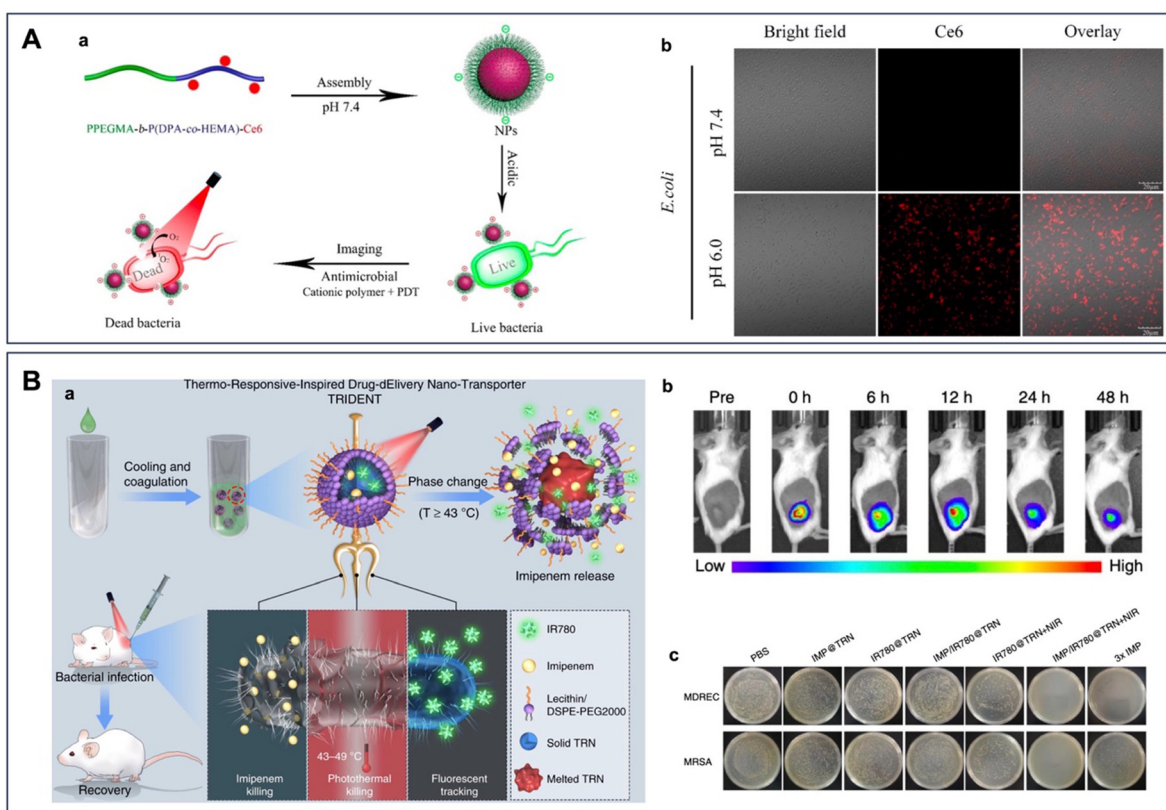 A
a
PPEGMA-b-P(DPA-co-HEMA)-Ce6
Assembly
pH 7.4
NPs
Acidic
Live
Live bacteria
Imaging
Antimicrobial
Cationic polymer + PDT
O₂
Dead
Dead bacteria
b
Bright field
Ce6
Overlay
E.coli
pH 7.4
20μm
pH 6.0
20μm
B
a
Thermo-Responsive-Inspired Drug-dElivery Nano-Transporter
TRIDENT
Cooling and
coagulation
Phase change
(T ≥ 43 °C)
Imipenem release
Bacterial infection
Recovery
43–49 °C
Imipenem
killing
Photothermal
killing
Fluorescent
tracking
IR780
Imipenem
Lecithin/
DSPE-PEG2000
Solid TRN
Melted TRN
b
Pre
0 h
6 h
12 h
24 h
48 h
Low
High
c
PBS
IMP@TRN
IR780@TRN
IMP/IR780@TRN
IR780@TRN+NIR
IMP/IR780@TRN+NIR
3x IMP
MDREC
MRSA